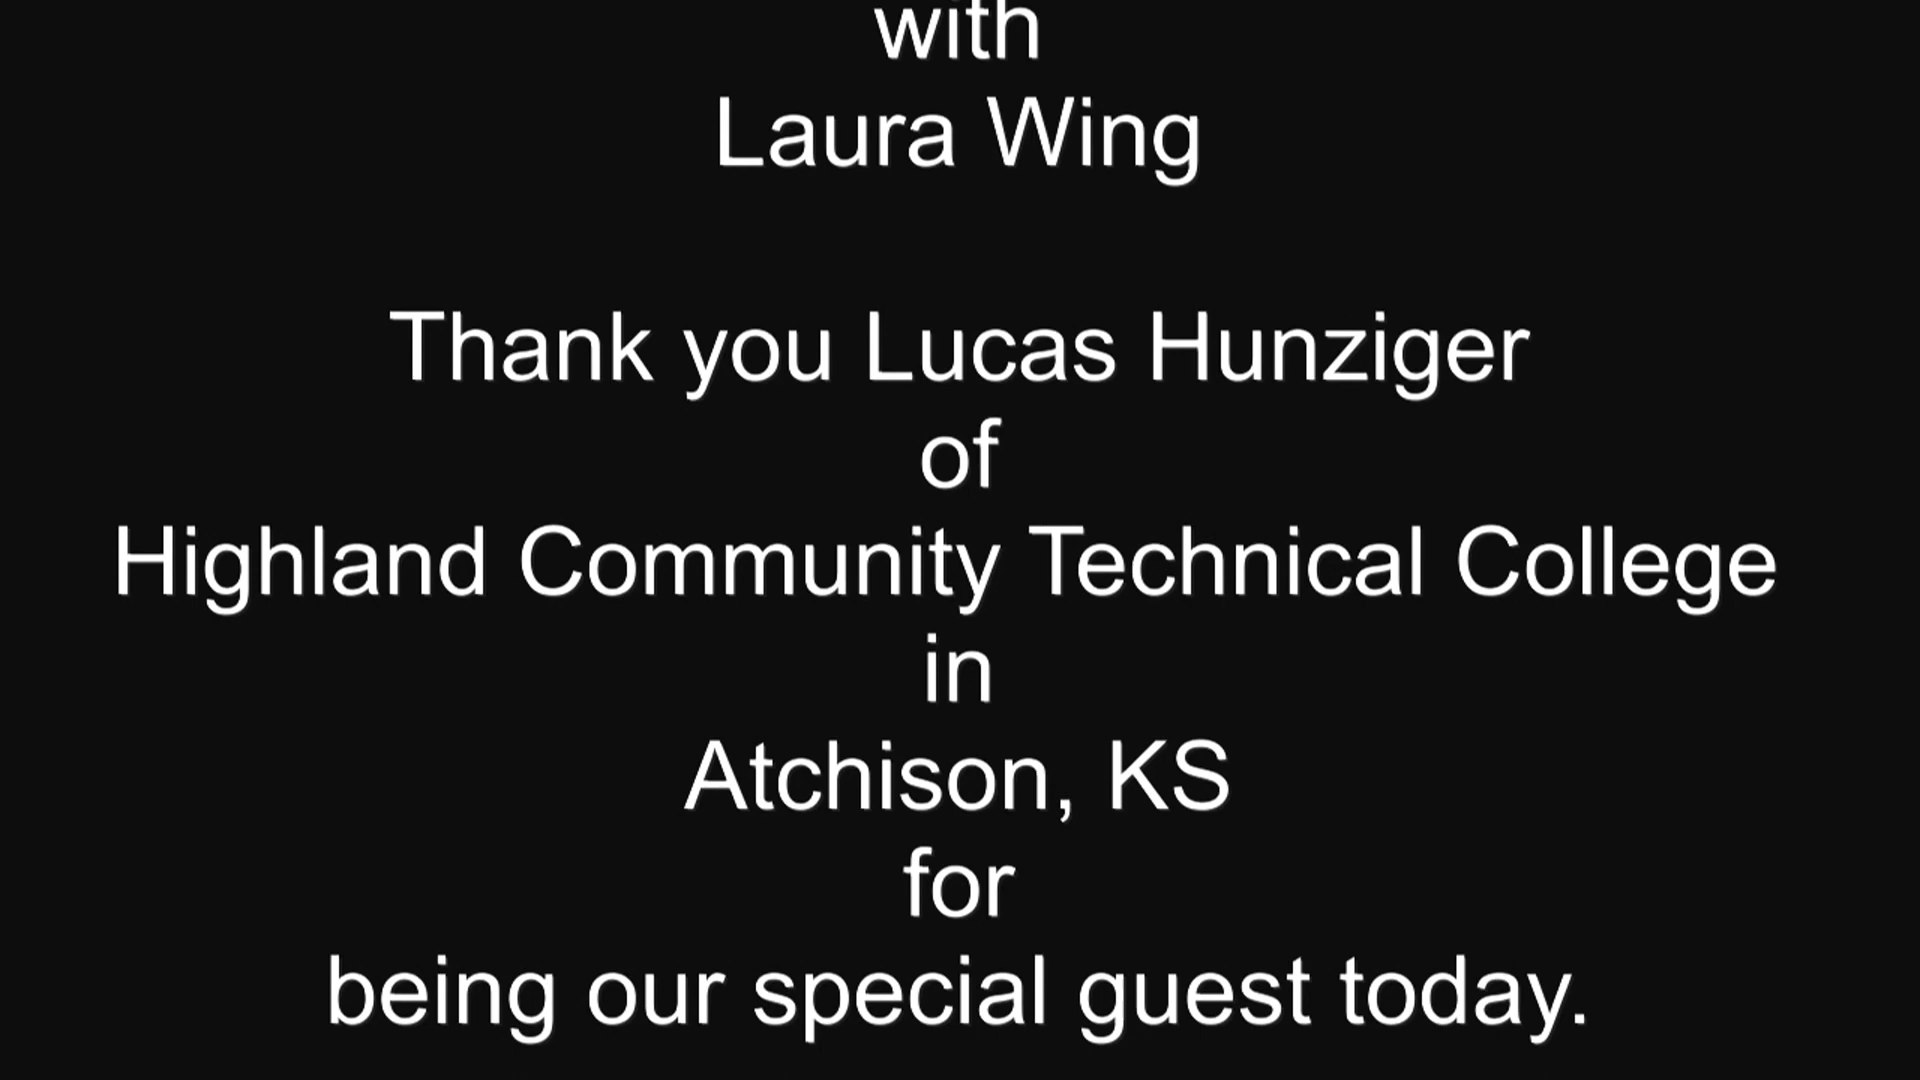 with
Laura Wing
Thank you Lucas Hunziger
of
Highland Community Technical College
in
Atchison, KS
for
being our special guest today.